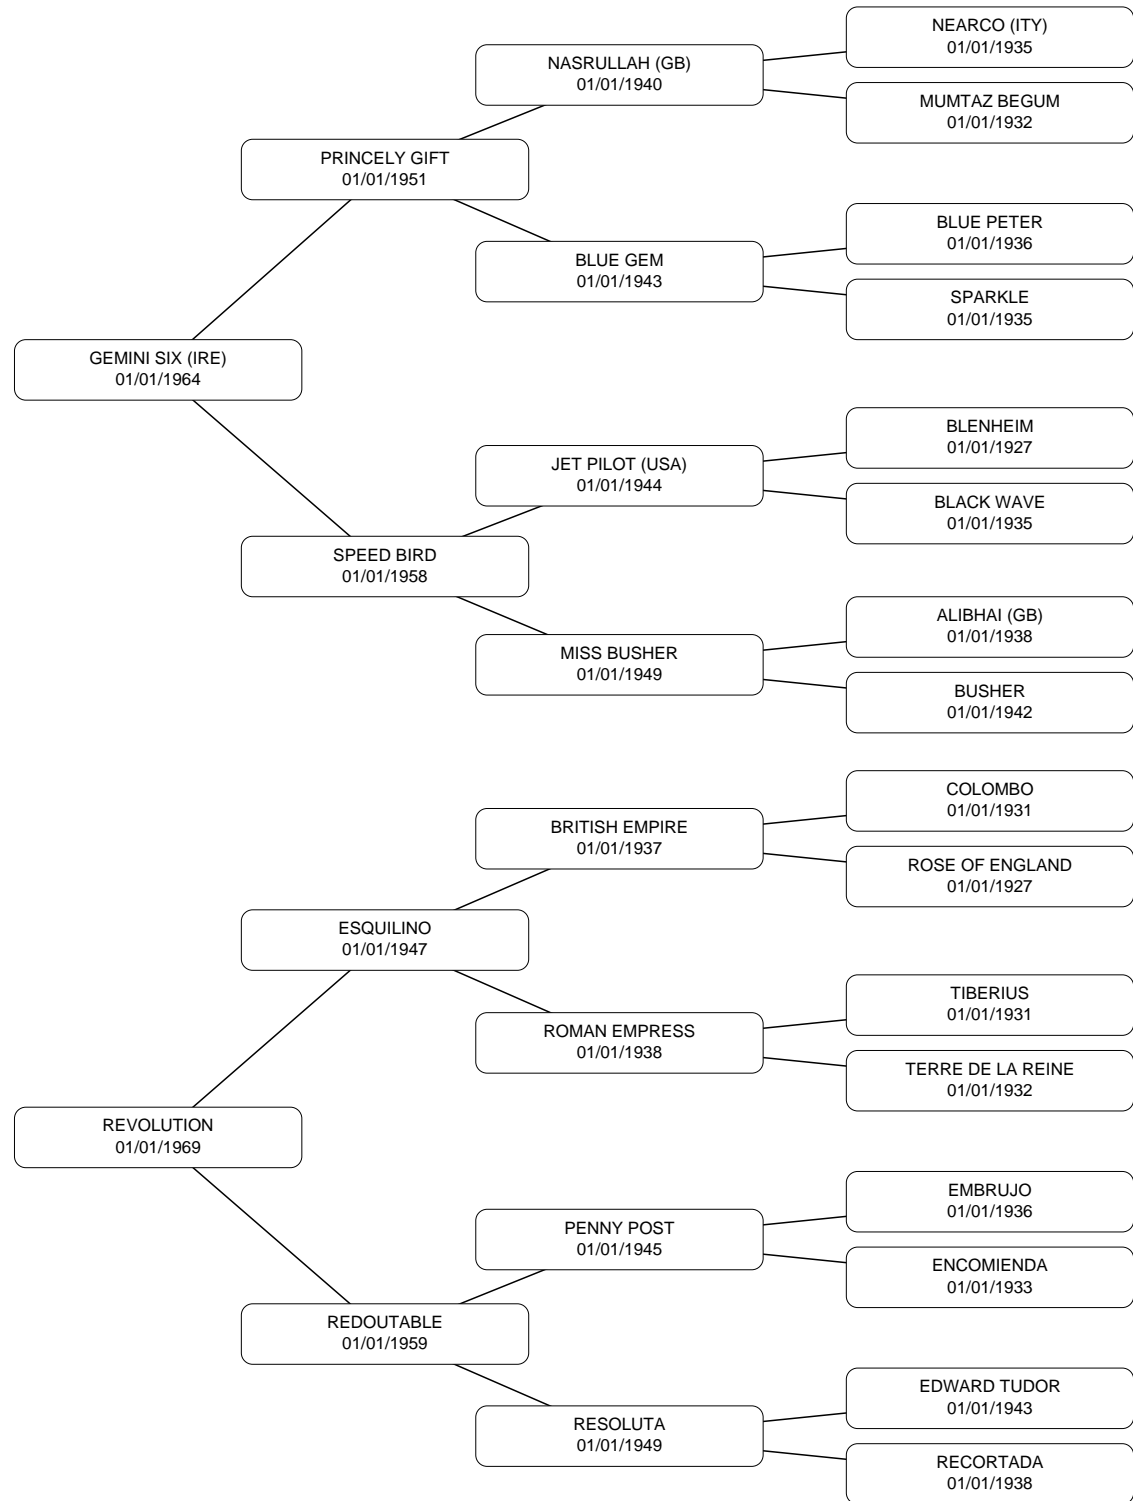 NEARCO (ITY)
01/01/1935
NASRULLAH (GB)
01/01/1940
MUMTAZ BEGUM
01/01/1932
PRINCELY GIFT
01/01/1951
BLUE PETER
01/01/1936
BLUE GEM
01/01/1943
SPARKLE
01/01/1935
GEMINI SIX (IRE)
01/01/1964
BLENHEIM
01/01/1927
JET PILOT (USA)
01/01/1944
BLACK WAVE
01/01/1935
SPEED BIRD
01/01/1958
ALIBHAI (GB)
01/01/1938
MISS BUSHER
01/01/1949
BUSHER
01/01/1942
COLOMBO
01/01/1931
BRITISH EMPIRE
01/01/1937
ROSE OF ENGLAND
01/01/1927
ESQUILINO
01/01/1947
TIBERIUS
01/01/1931
ROMAN EMPRESS
01/01/1938
TERRE DE LA REINE
01/01/1932
REVOLUTION
01/01/1969
EMBRUJO
01/01/1936
PENNY POST
01/01/1945
ENCOMIENDA
01/01/1933
REDOUTABLE
01/01/1959
EDWARD TUDOR
01/01/1943
RESOLUTA
01/01/1949
RECORTADA
01/01/1938